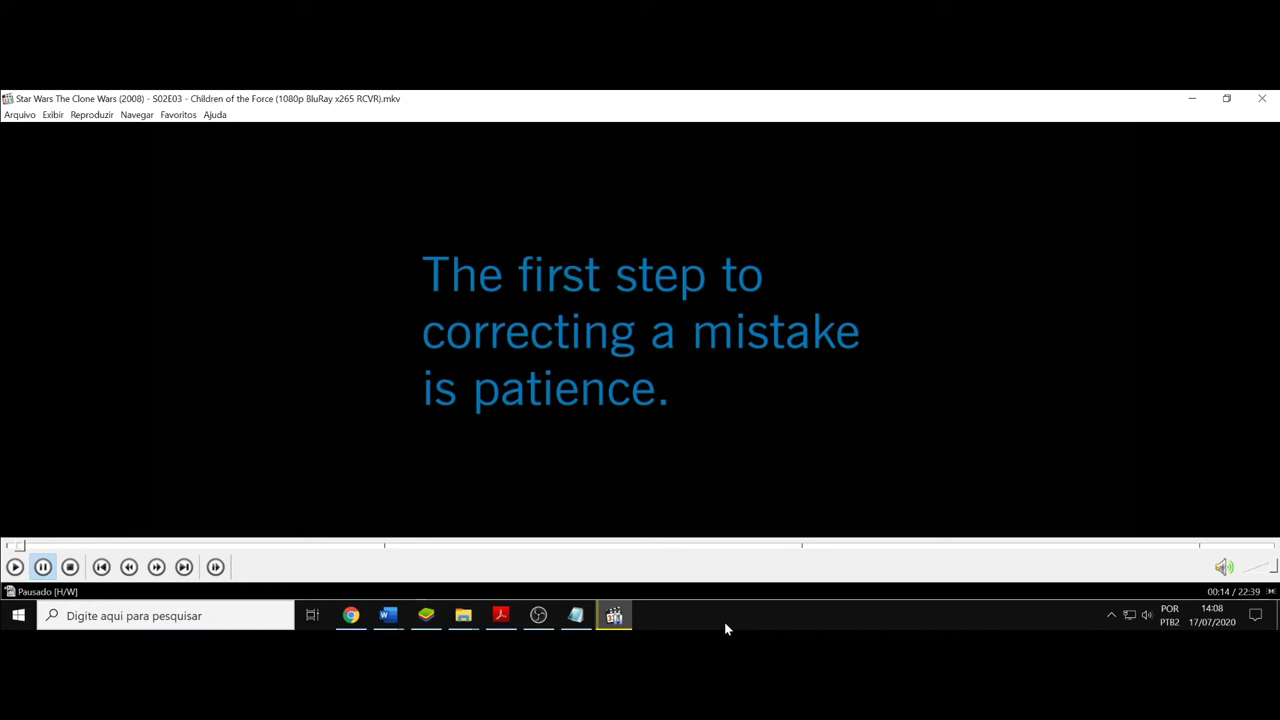 Star Wars The Clone Wars (2008) - S02E03 - Children of the Force (1080p BluRay x265 RCVR).mkv
Arquivo Exibir Reproduzir Navegar Favoritos Ajuda
The first step to
correcting a mistake
is patience.
Pausado [H/W]
00:14 / 22:39
Digite aqui para pesquisar
POR
PTB2
14:08
17/07/2020